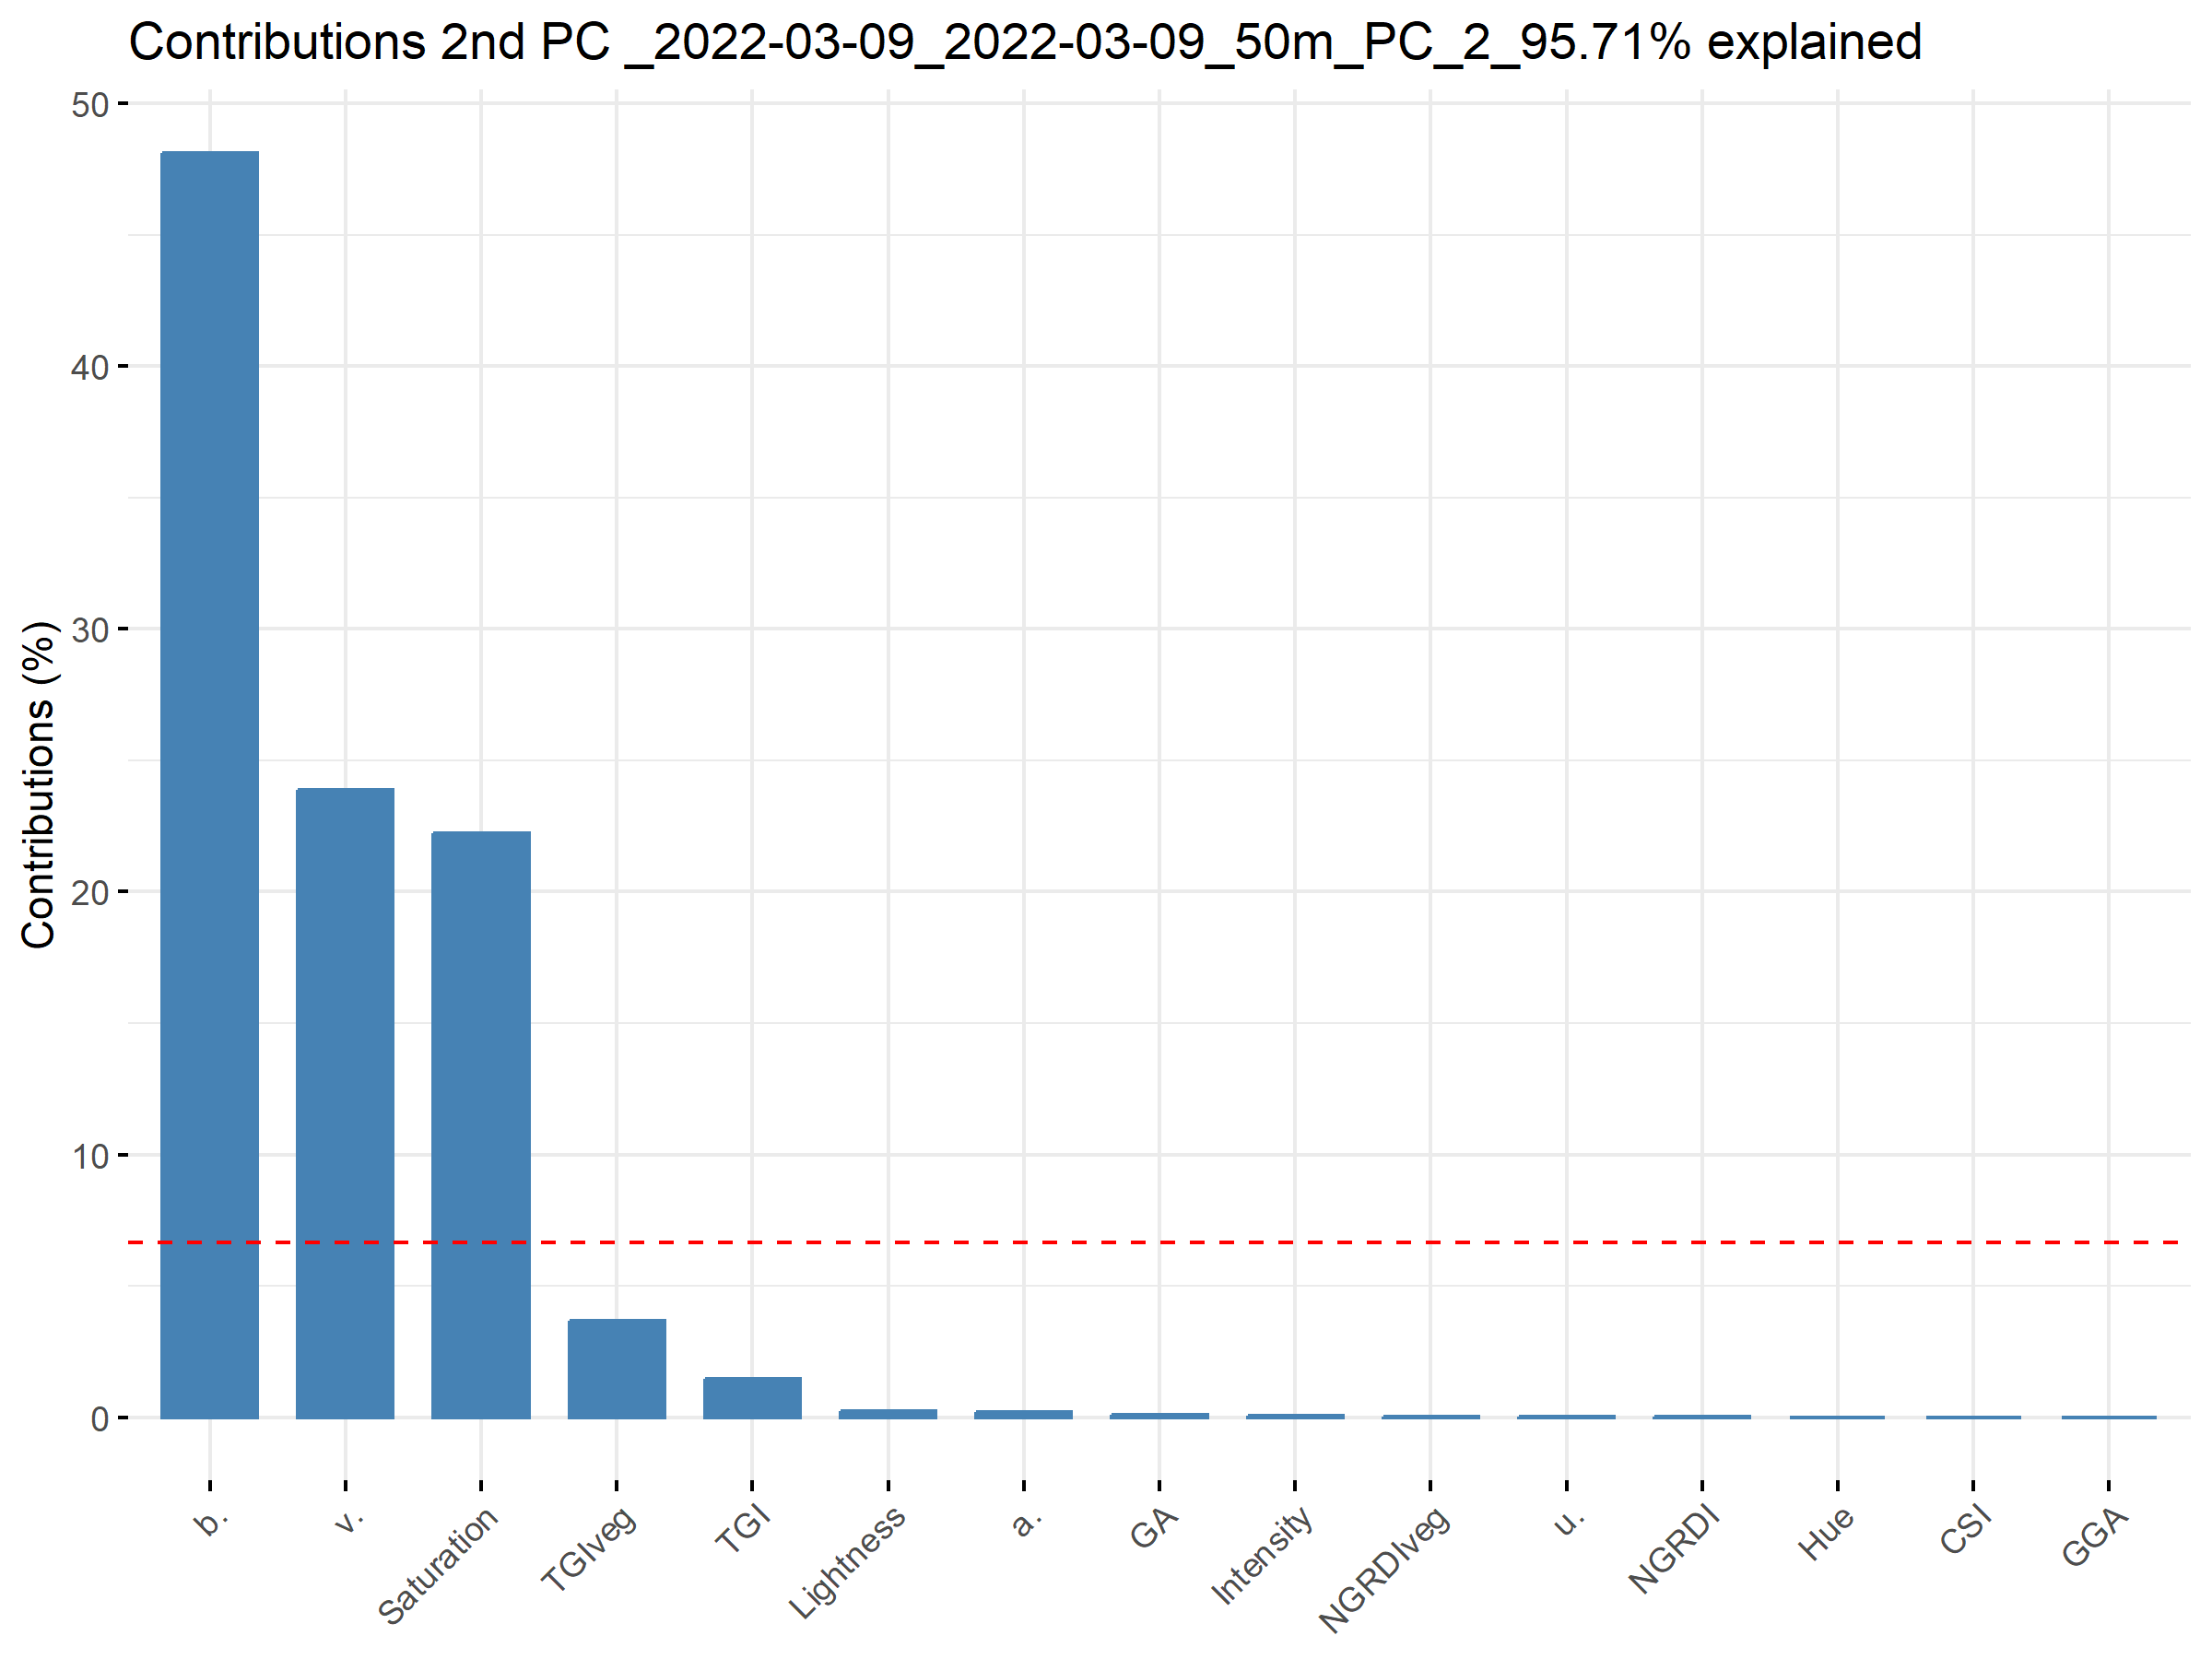 Contributions 2nd PC _2022-03-09_2022-03-09_50m_PC_2_95.71% explained
Contributions (%)
50
40
30
20
10
0
b.
v.
Saturation
TGIveg
TGI
Lightness
a.
GA
Intensity
NGRDIveg
u.
NGRDI
Hue
CSI
GGA